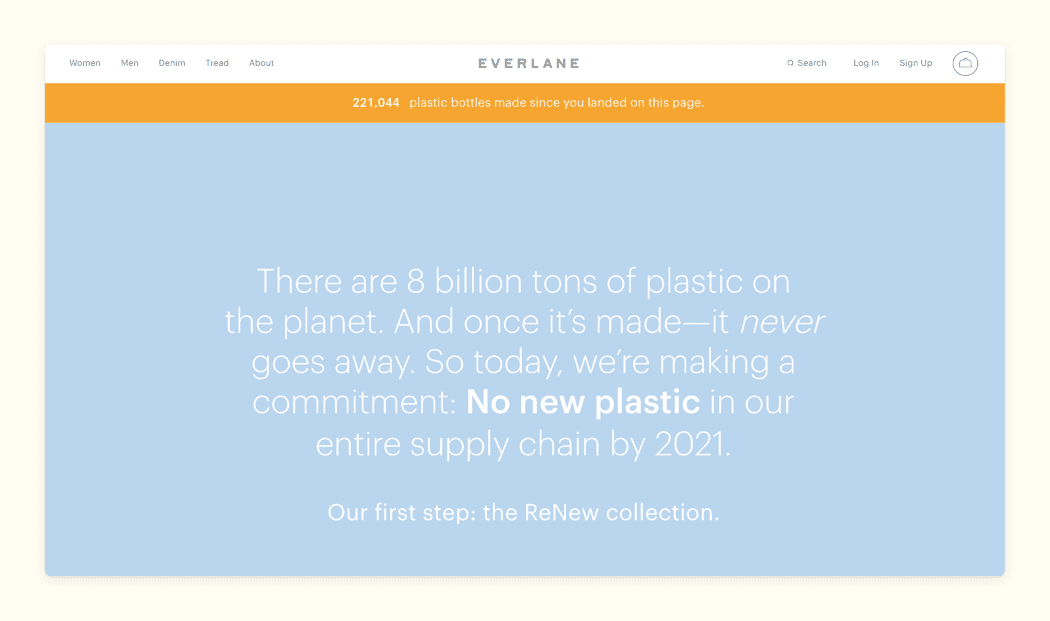 Women Men Denim Tread About EVERLANE Search Log In Sign Up
221,044 plastic bottles made since you landed on this page.
There are 8 billion tons of plastic on
the planet. And once it’s made—it never
goes away. So today, we’re making a
commitment: No new plastic in our
entire supply chain by 2021.
Our first step: the ReNew collection.